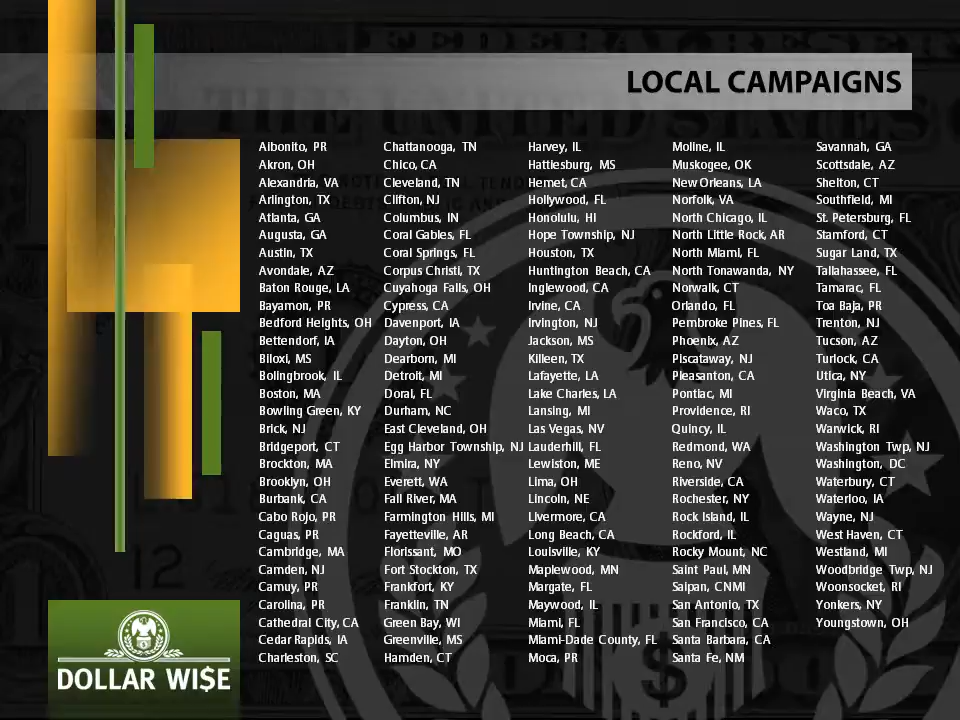 LOCAL CAMPAIGNS
Aibonito, PR
Akron, OH
Alexandria, VA
Arlington, TX
Atlanta, GA
Augusta, GA
Austin, TX
Avondale, AZ
Baton Rouge, LA
Bayamon, PR
Bedford Heights, OH
Bettendorf, IA
Biloxi, MS
Bolingbrook, IL
Boston, MA
Bowling Green, KY
Brick, NJ
Bridgeport, CT
Brockton, MA
Brooklyn, OH
Burbank, CA
Cabo Rojo, PR
Caguas, PR
Cambridge, MA
Camden, NJ
Camuy, PR
Carolina, PR
Cathedral City, CA
Cedar Rapids, IA
Charleston, SC
Chattanooga, TN
Chico, CA
Cleveland, TN
Clifton, NJ
Columbus, IN
Coral Gables, FL
Coral Springs, FL
Corpus Christi, TX
Cuyahoga Falls, OH
Cypress, CA
Davenport, IA
Dayton, OH
Dearborn, MI
Detroit, MI
Doral, FL
Durham, NC
East Cleveland, OH
Egg Harbor Township, NJ
Elmira, NY
Everett, WA
Fall River, MA
Farmington Hills, MI
Fayetteville, AR
Florissant, MO
Fort Stockton, TX
Frankfort, KY
Franklin, TN
Green Bay, WI
Greenville, MS
Hamden, CT
Harvey, IL
Hattiesburg, MS
Hemet, CA
Hollywood, FL
Honolulu, HI
Hope Township, NJ
Houston, TX
Huntington Beach, CA
Inglewood, CA
Irvine, CA
Irvington, NJ
Jackson, MS
Killeen, TX
Lafayette, LA
Lake Charles, LA
Lansing, MI
Las Vegas, NV
Lauderhill, FL
Lewiston, ME
Lima, OH
Lincoln, NE
Livermore, CA
Long Beach, CA
Louisville, KY
Maplewood, MN
Margate, FL
Maywood, IL
Miami, FL
Miami-Dade County, FL
Moca, PR
Moline, IL
Muskogee, OK
New Orleans, LA
Norfolk, VA
North Chicago, IL
North Little Rock, AR
North Miami, FL
North Tonawanda, NY
Norwalk, CT
Orlando, FL
Pembroke Pines, FL
Phoenix, AZ
Piscataway, NJ
Pleasanton, CA
Pontiac, MI
Providence, RI
Quincy, IL
Redmond, WA
Reno, NV
Riverside, CA
Rochester, NY
Rock Island, IL
Rockford, IL
Rocky Mount, NC
Saint Paul, MN
Saipan, CNMI
San Antonio, TX
San Francisco, CA
Santa Barbara, CA
Santa Fe, NM
Savannah, GA
Scottsdale, AZ
Shelton, CT
Southfield, MI
St. Petersburg, FL
Stamford, CT
Sugar Land, TX
Tallahassee, FL
Tamarac, FL
Toa Baja, PR
Trenton, NJ
Tucson, AZ
Turlock, CA
Utica, NY
Virginia Beach, VA
Waco, TX
Warwick, RI
Washington Twp, NJ
Washington, DC
Waterbury, CT
Waterloo, IA
Wayne, NJ
West Haven, CT
Westland, MI
Woodbridge Twp, NJ
Woonsocket, RI
Yonkers, NY
Youngstown, OH
DOLLAR WI$E